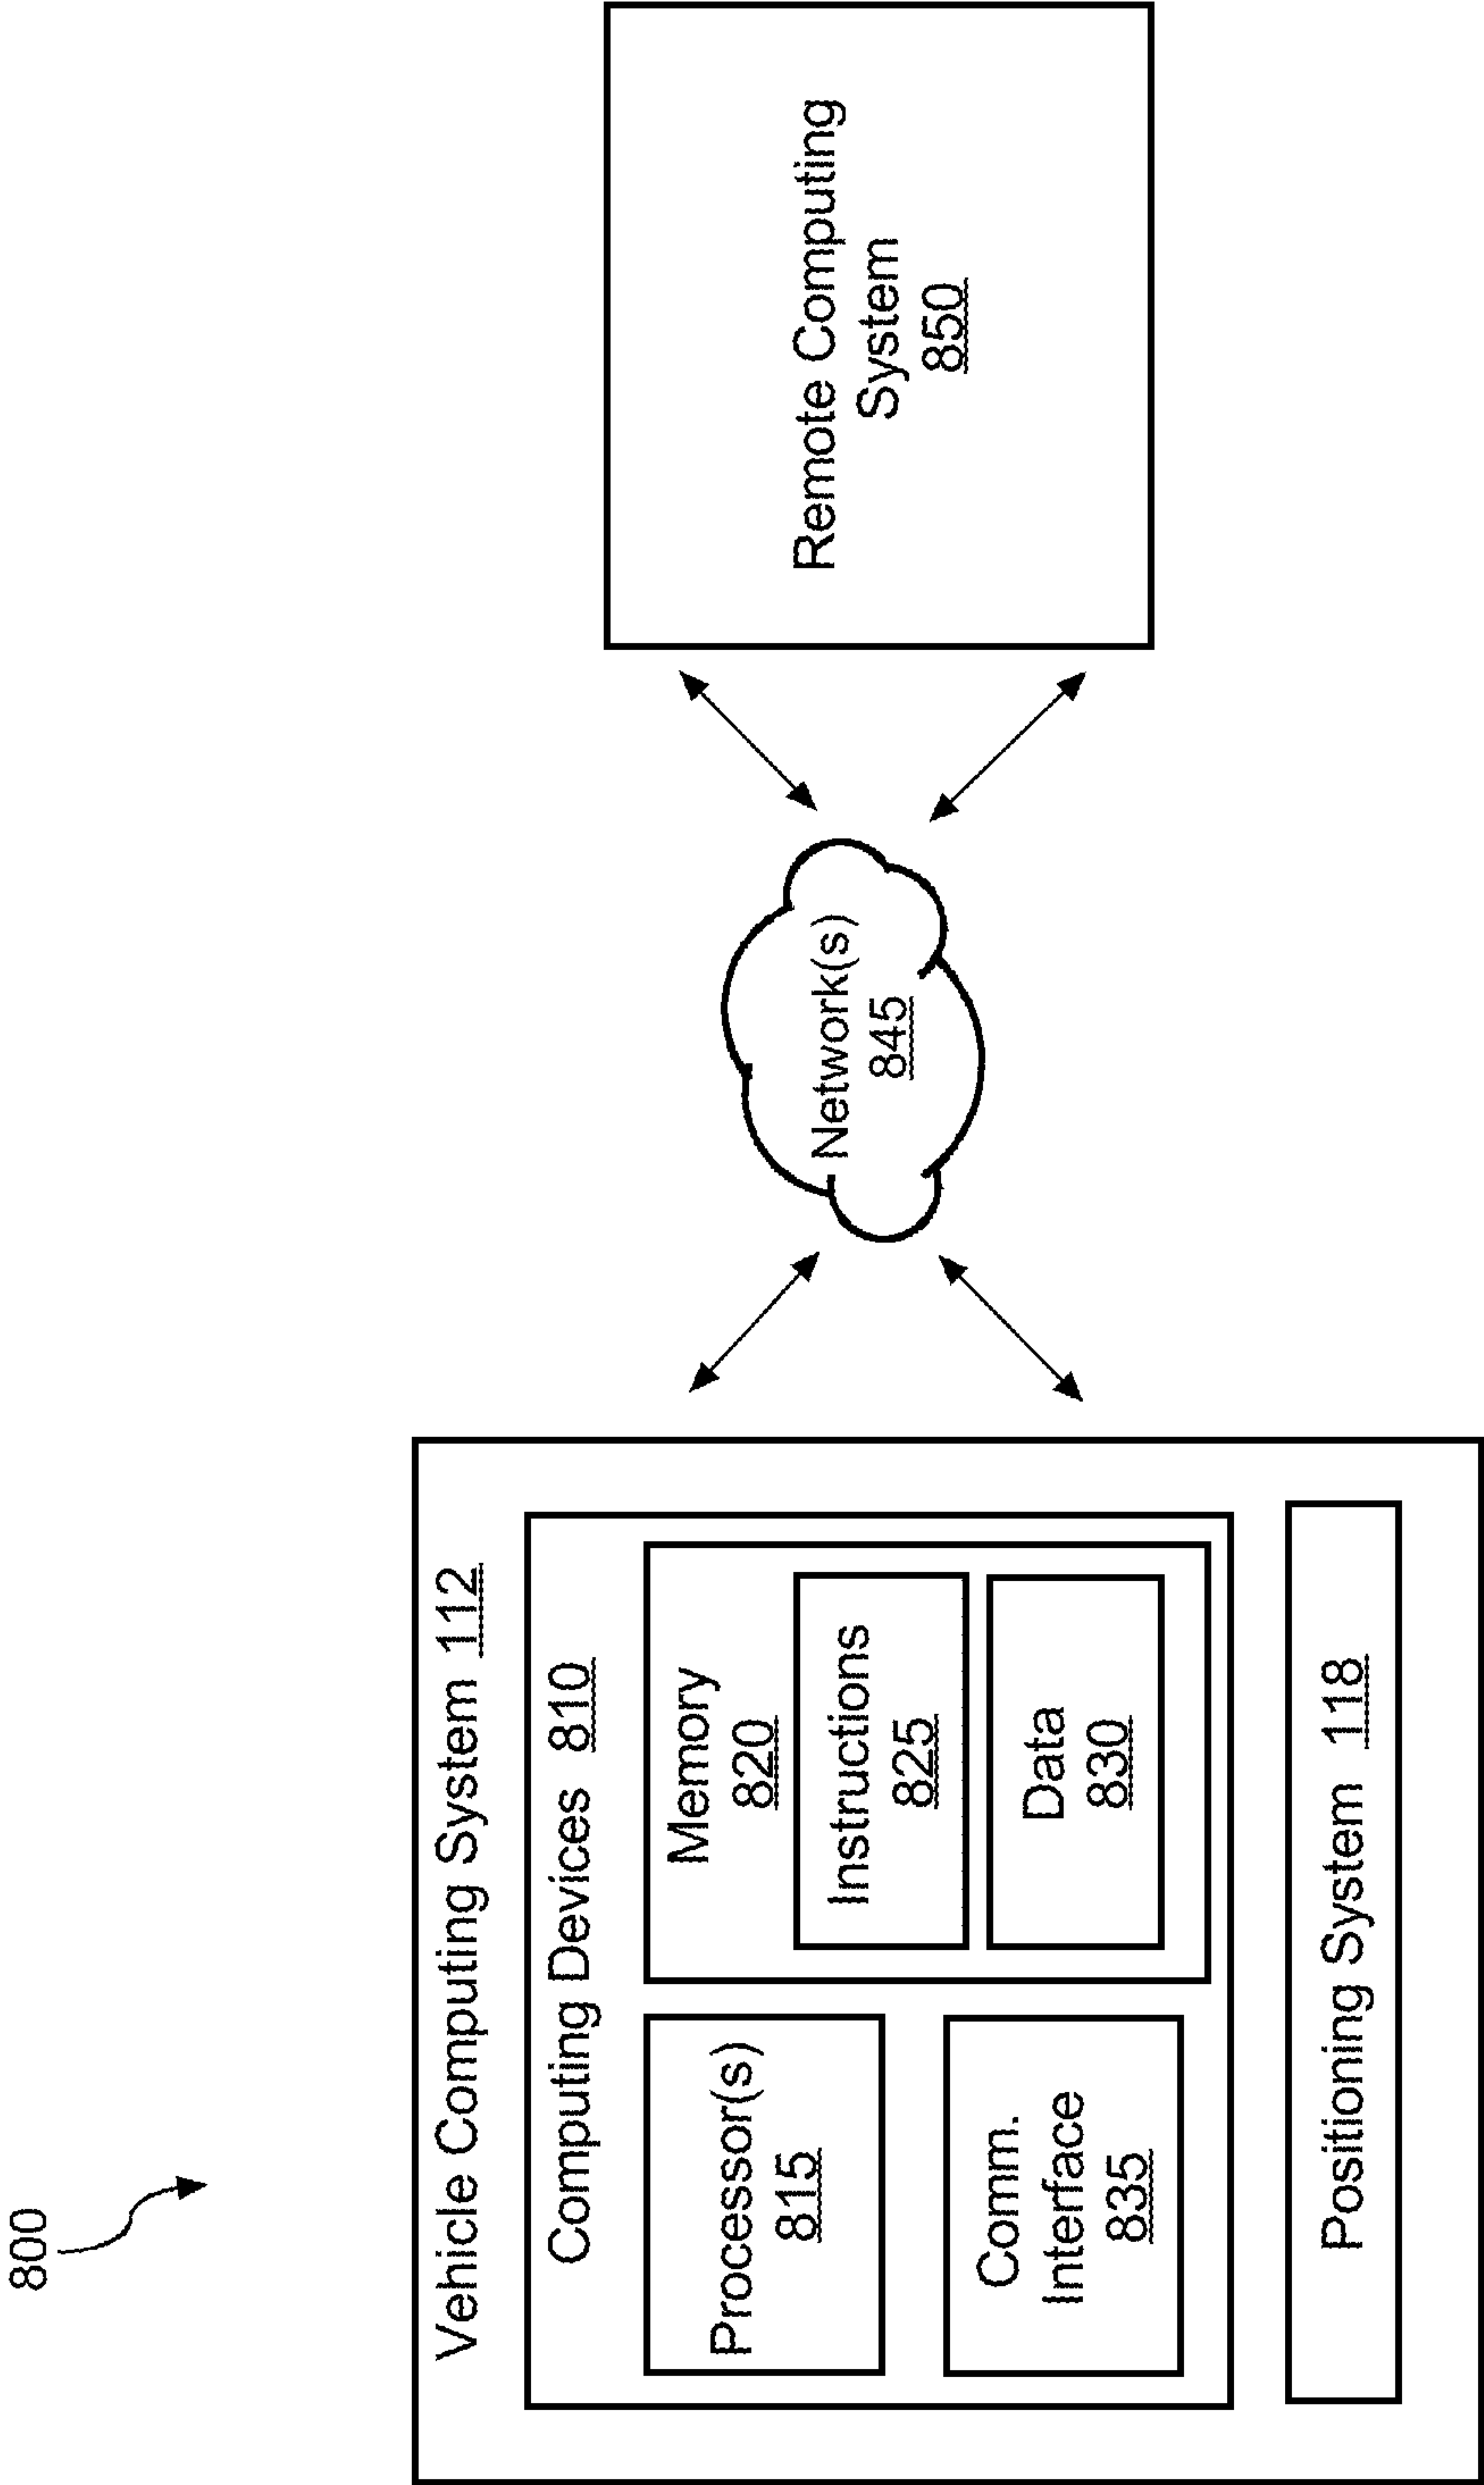 800
Vehicle Computing System 112
Computing Devices 810
Processor(s)
815
Memory
820
Instructions
825
Comm.
Interface
835
Data
830
Positioning System 118
Network(s)
845
Remote Computing
System
850